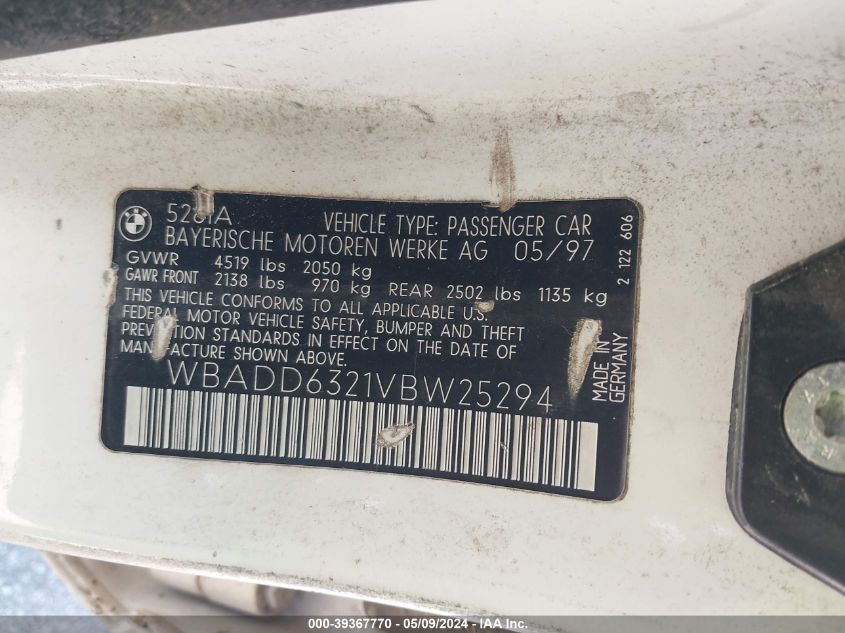 528IA VEHICLE TYPE: PASSENGER CAR
BAYERISCHE MOTOREN WERKE AG 05/97
GVWR 4519 lbs 2050 kg
GAWR FRONT 2138 lbs 970 kg REAR 2502 lbs 1135 kg
THIS VEHICLE CONFORMS TO ALL APPLICABLE U.S.
FEDERAL MOTOR VEHICLE SAFETY, BUMPER AND THEFT
PREVENTION STANDARDS IN EFFECT ON THE DATE OF
MANUFACTURE SHOWN ABOVE.
WBADD6321VBW25294
MADE IN
GERMANY
2 122 606
000-39367770 - 05/09/2024 - IAA, Inc.